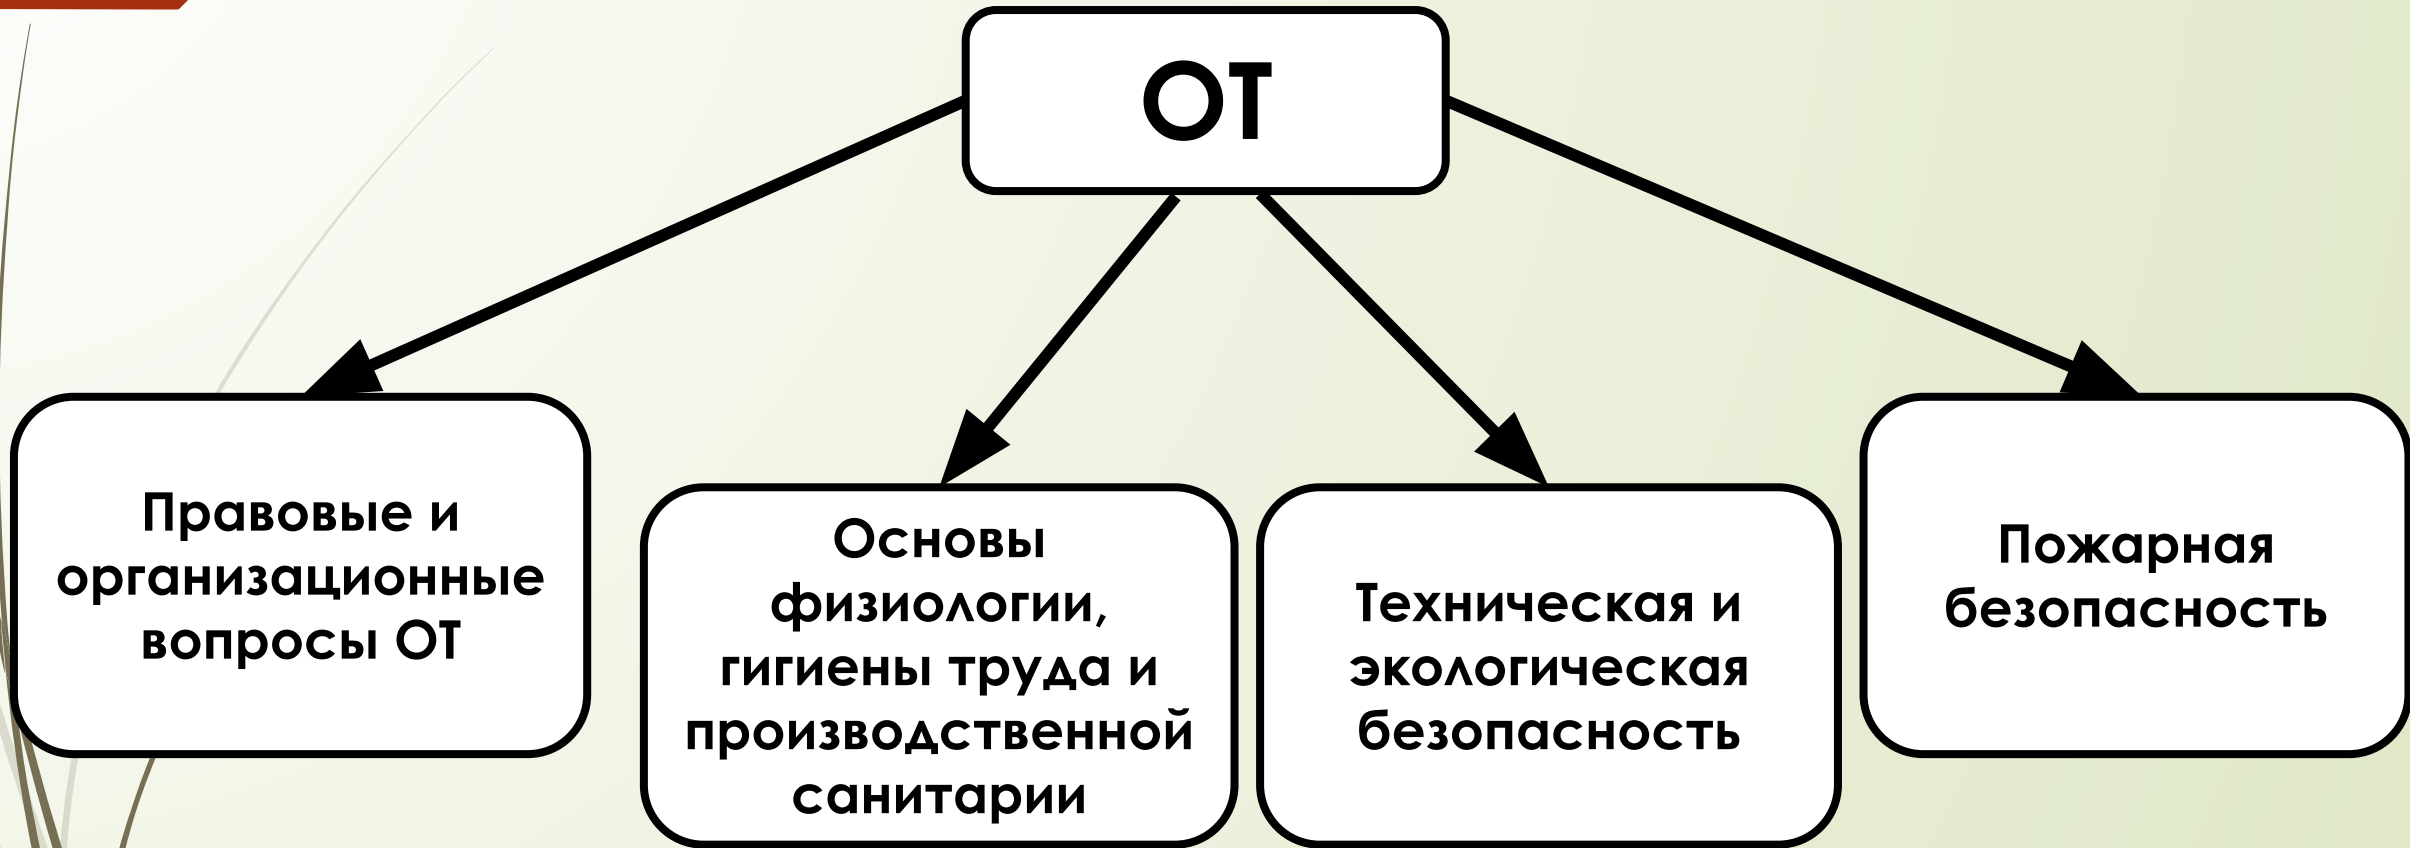 ОТ
Правовые и
организационные
вопросы ОТ
Основы
физиологии,
гигиены труда и
производственной
санитарии
Техническая и
экологическая
безопасность
Пожарная
безопасность